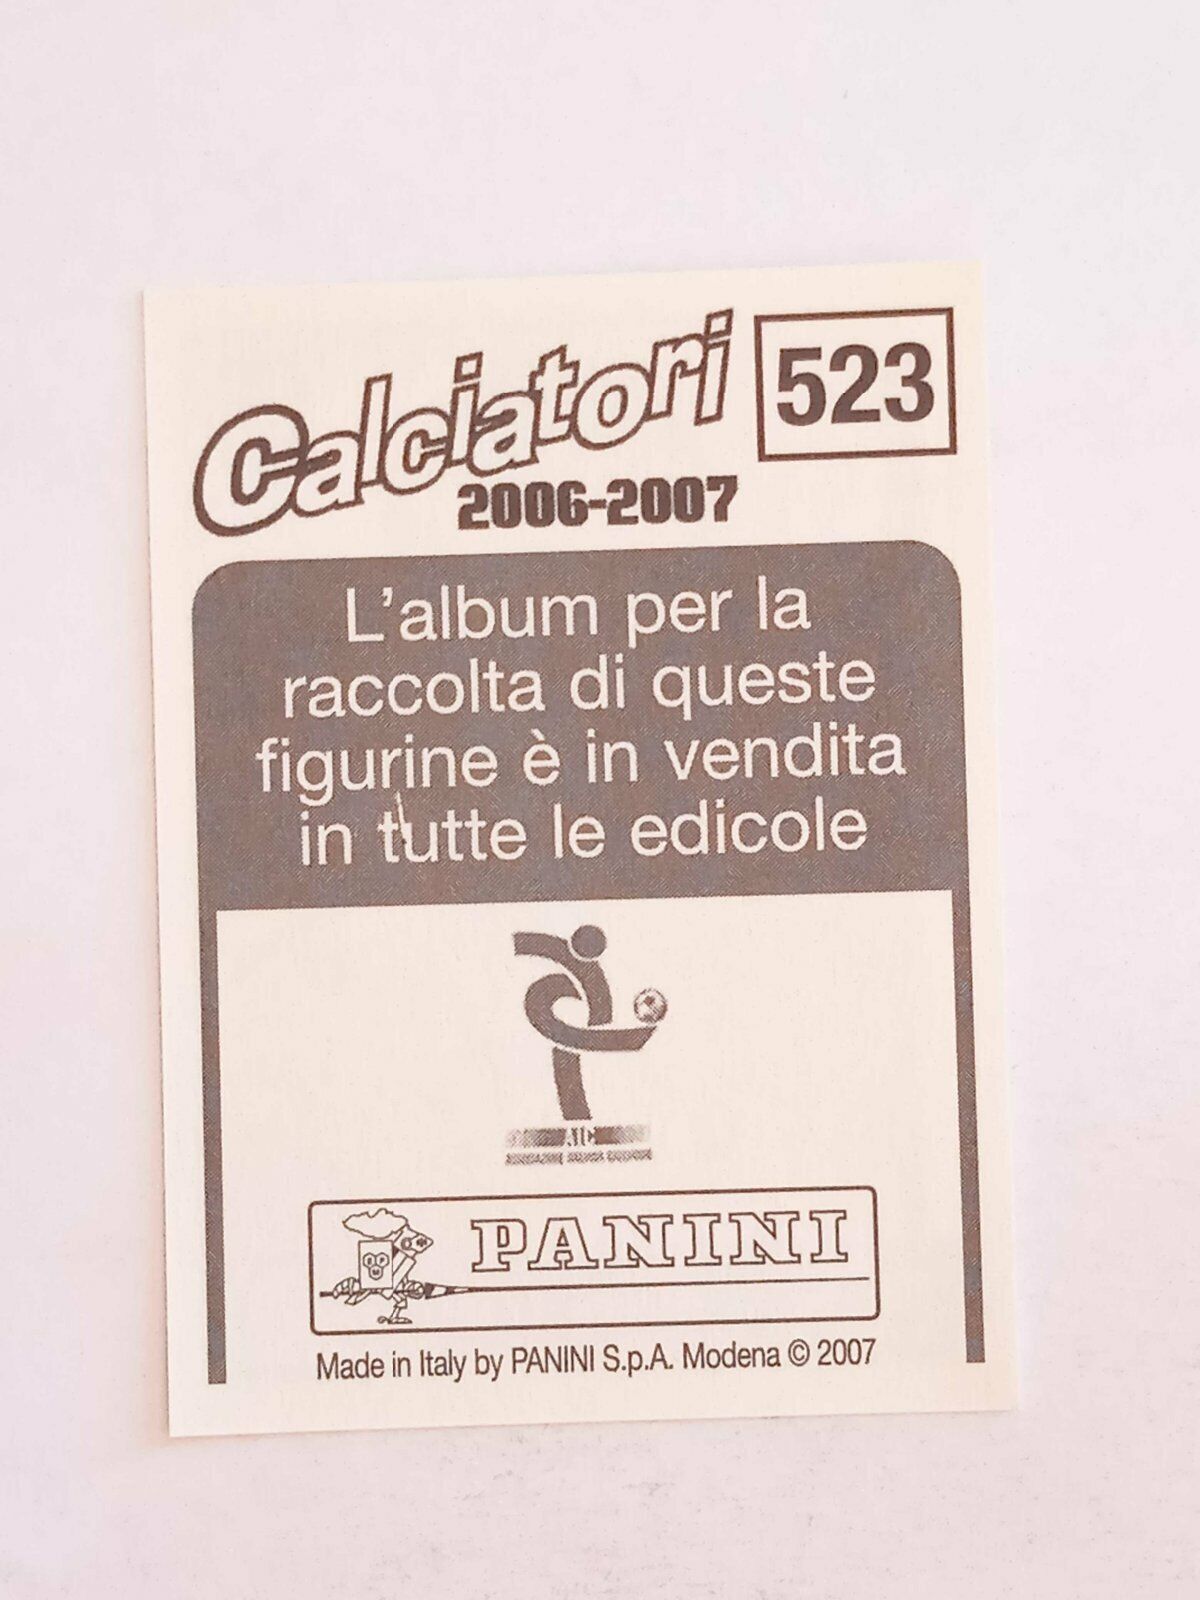 Calciatori
523
2006-2007
L'album per la
raccolta di queste
figurine è in vendita
in tutte le edicole
AIC
PANINI
Made in Italy by PANINI S.p.A. Modena © 2007